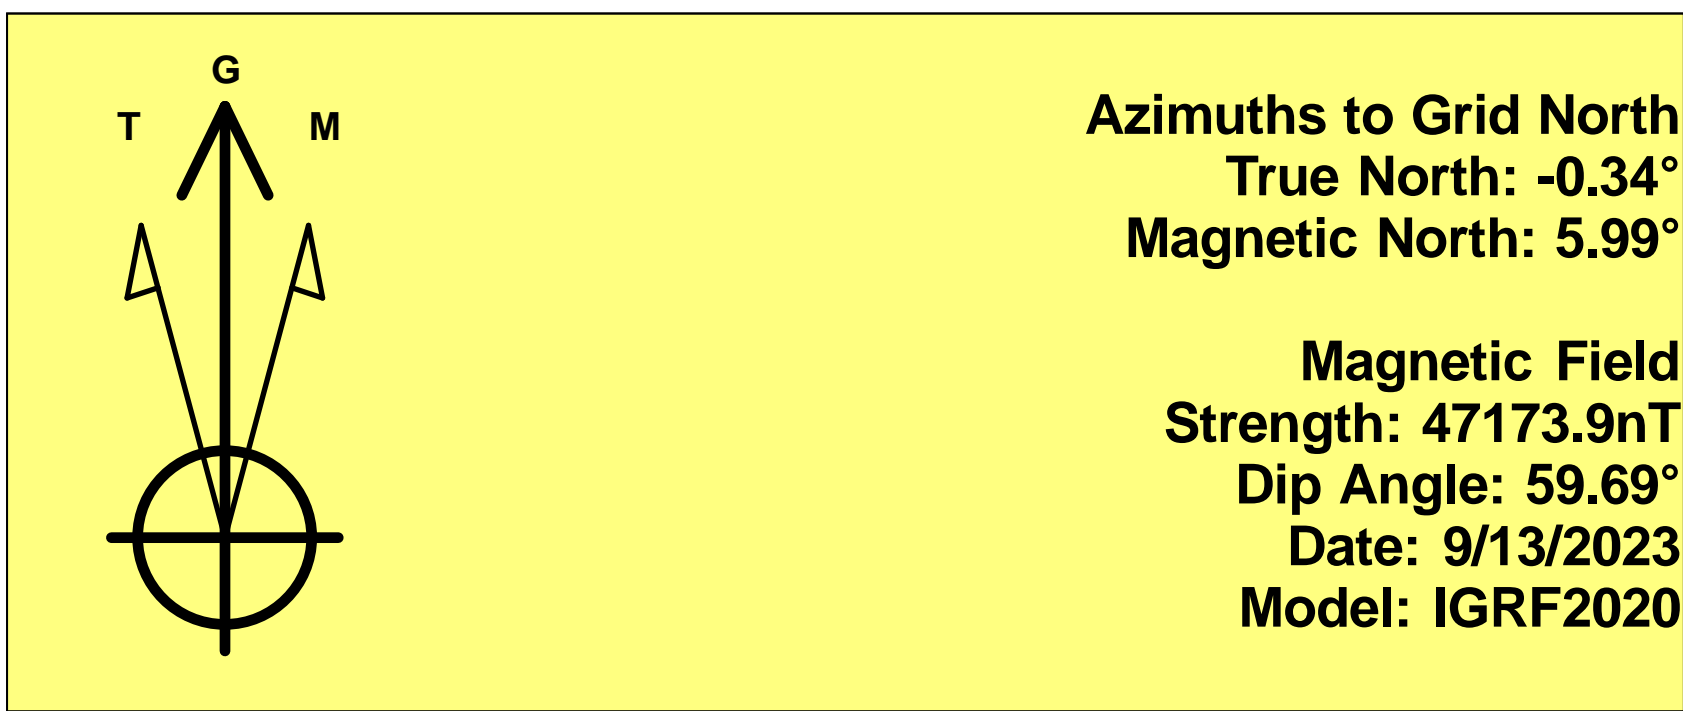 G
T M
Azimuths to Grid North
True North: -0.34°
Magnetic North: 5.99°
Magnetic Field
Strength: 47173.9nT
Dip Angle: 59.69°
Date: 9/13/2023
Model: IGRF2020